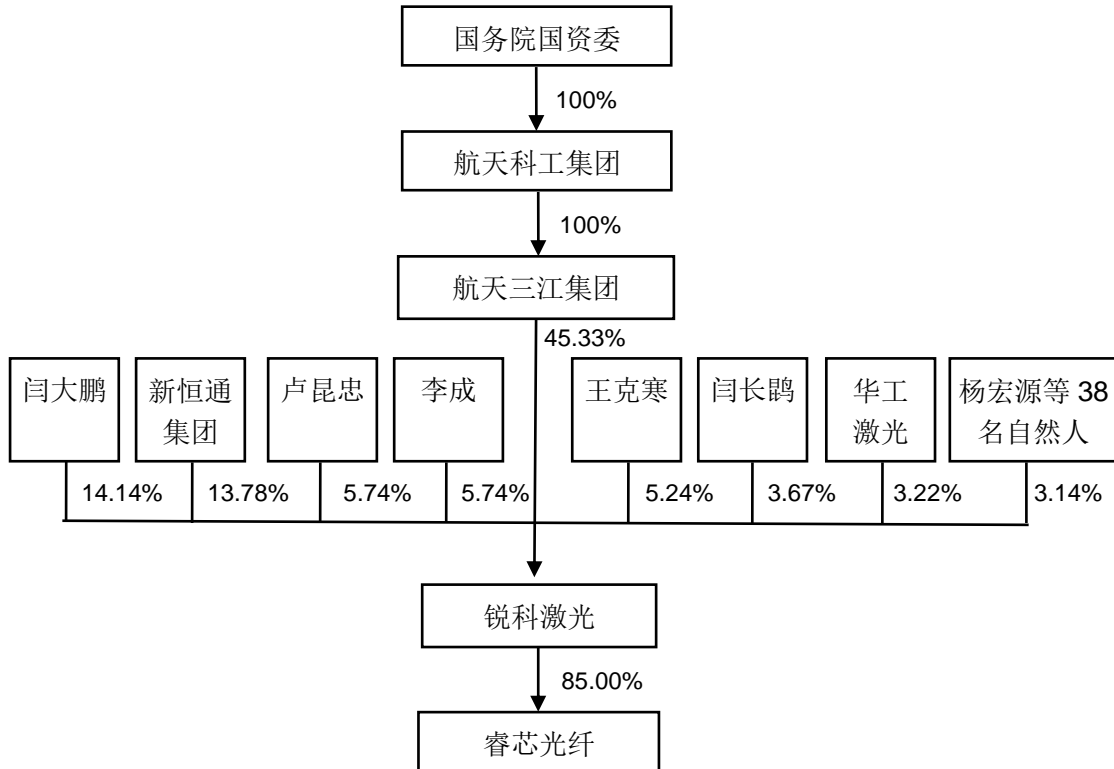 国务院国资委
100%
航天科工集团
100%
航天三江集团
45.33%
闫大鹏
新恒通
集团
卢昆忠
李成
王克寒
闫长鹍
华工
激光
杨宏源等 38
名自然人
14.14%
13.78%
5.74%
5.74%
5.24%
3.67%
3.22%
3.14%
锐科激光
85.00%
睿芯光纤